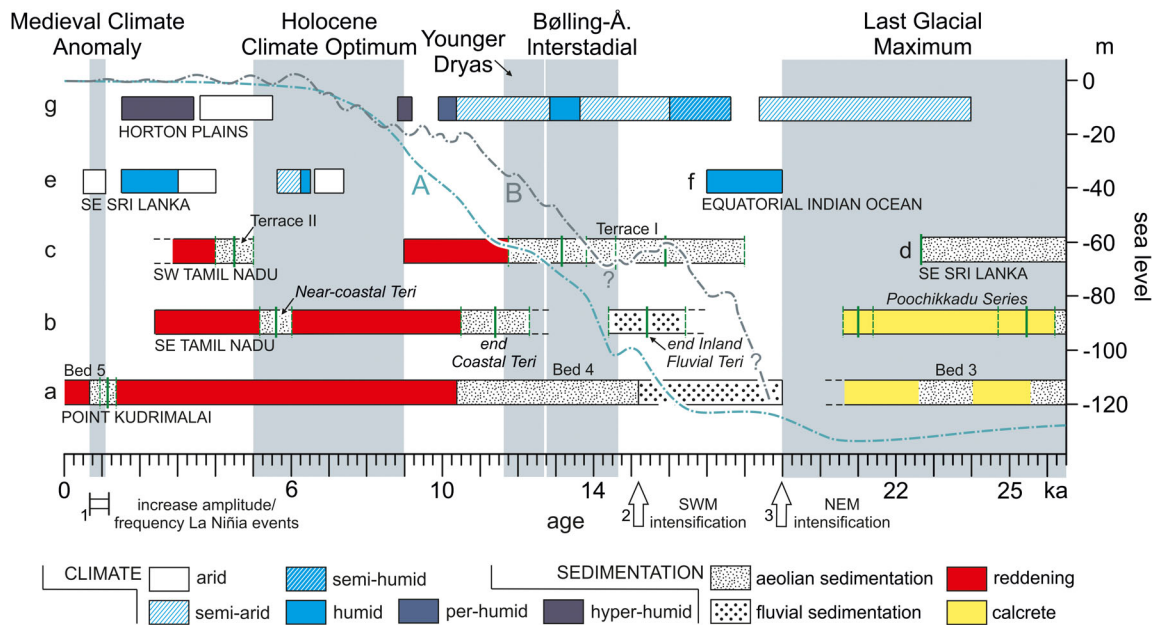 Medieval Climate
Anomaly
Holocene
Climate Optimum
Younger
Dryas
Bølling-Å.
Interstadial
Last Glacial
Maximum
m
0
g
HORTON PLAINS
-20
e
SE SRI LANKA
A
B
f
EQUATORIAL INDIAN OCEAN
-40
Terrace II
Terrace I
c
SW TAMIL NADU
?
d
SE SRI LANKA
-60
sea level
-80
Near-coastal Teri
Poochikkadu Series
b
SE TAMIL NADU
end
Coastal Teri
end Inland
Fluvial Teri
?
-100
Bed 5
Bed 4
Bed 3
a
POINT KUDRIMALAI
-120
0 6 10 14 22 25 ka
1
increase amplitude/
frequency La Niñia events
age
2
SWM
intensification
3
NEM
intensification
CLIMATE
arid
semi-humid
semi-arid
humid
per-humid
hyper-humid
SEDIMENTATION
aeolian sedimentation
reddening
fluvial sedimentation
calcrete